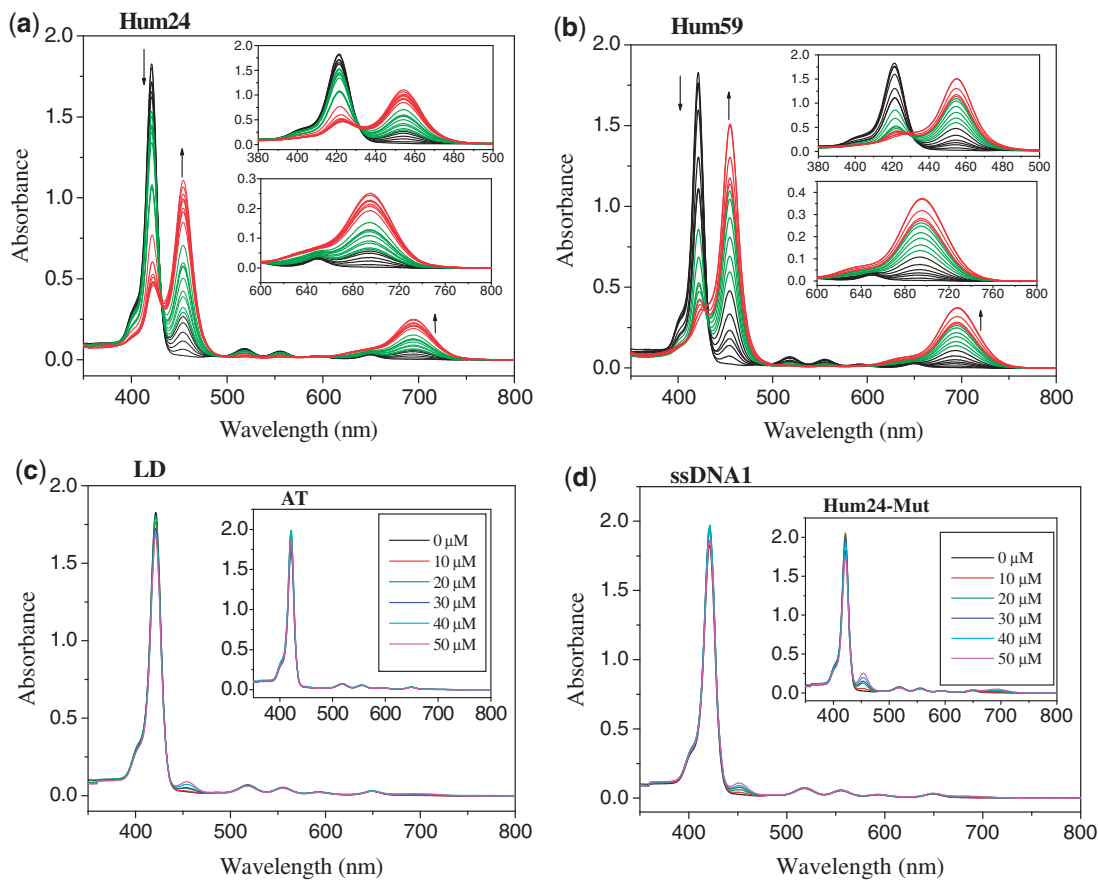 (a) Hum24
2.0
1.5
1.0
0.5
0.0
Absorbance
400 500 600 700 800
Wavelength (nm)
2.0
1.5
1.0
0.5
0.0
380 400 420 440 460 480 500
0.3
0.2
0.1
0.0
600 640 680 720 760 800
(b) Hum59
2.0
1.5
1.0
0.5
0.0
Absorbance
400 500 600 700 800
Wavelength (nm)
2.0
1.5
1.0
0.5
0.0
380 400 420 440 460 480 500
0.4
0.3
0.2
0.1
0.0
600 640 680 720 760 800
(c) LD
2.0
1.5
1.0
0.5
0.0
Absorbance
400 500 600 700 800
Wavelength (nm)
AT
2.0
1.5
1.0
0.5
0.0
400 500 600 700 800
0 μM
10 μM
20 μM
30 μM
40 μM
50 μM
(d) ssDNA1
2.0
1.5
1.0
0.5
0.0
Absorbance
400 500 600 700 800
Wavelength (nm)
Hum24-Mut
2.0
1.5
1.0
0.5
0.0
400 500 600 700 800
0 μM
10 μM
20 μM
30 μM
40 μM
50 μM